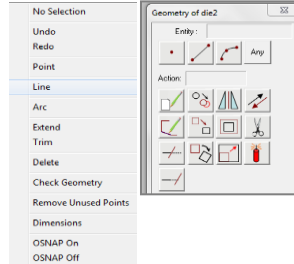 No Selection
Undo
Redo
Point
Line
Arc
Extend
Trim
Delete
Check Geometry
Remove Unused Points
Dimensions
OSNAP On
OSNAP Off
Geometry of die2
Entity :
Any
Action: